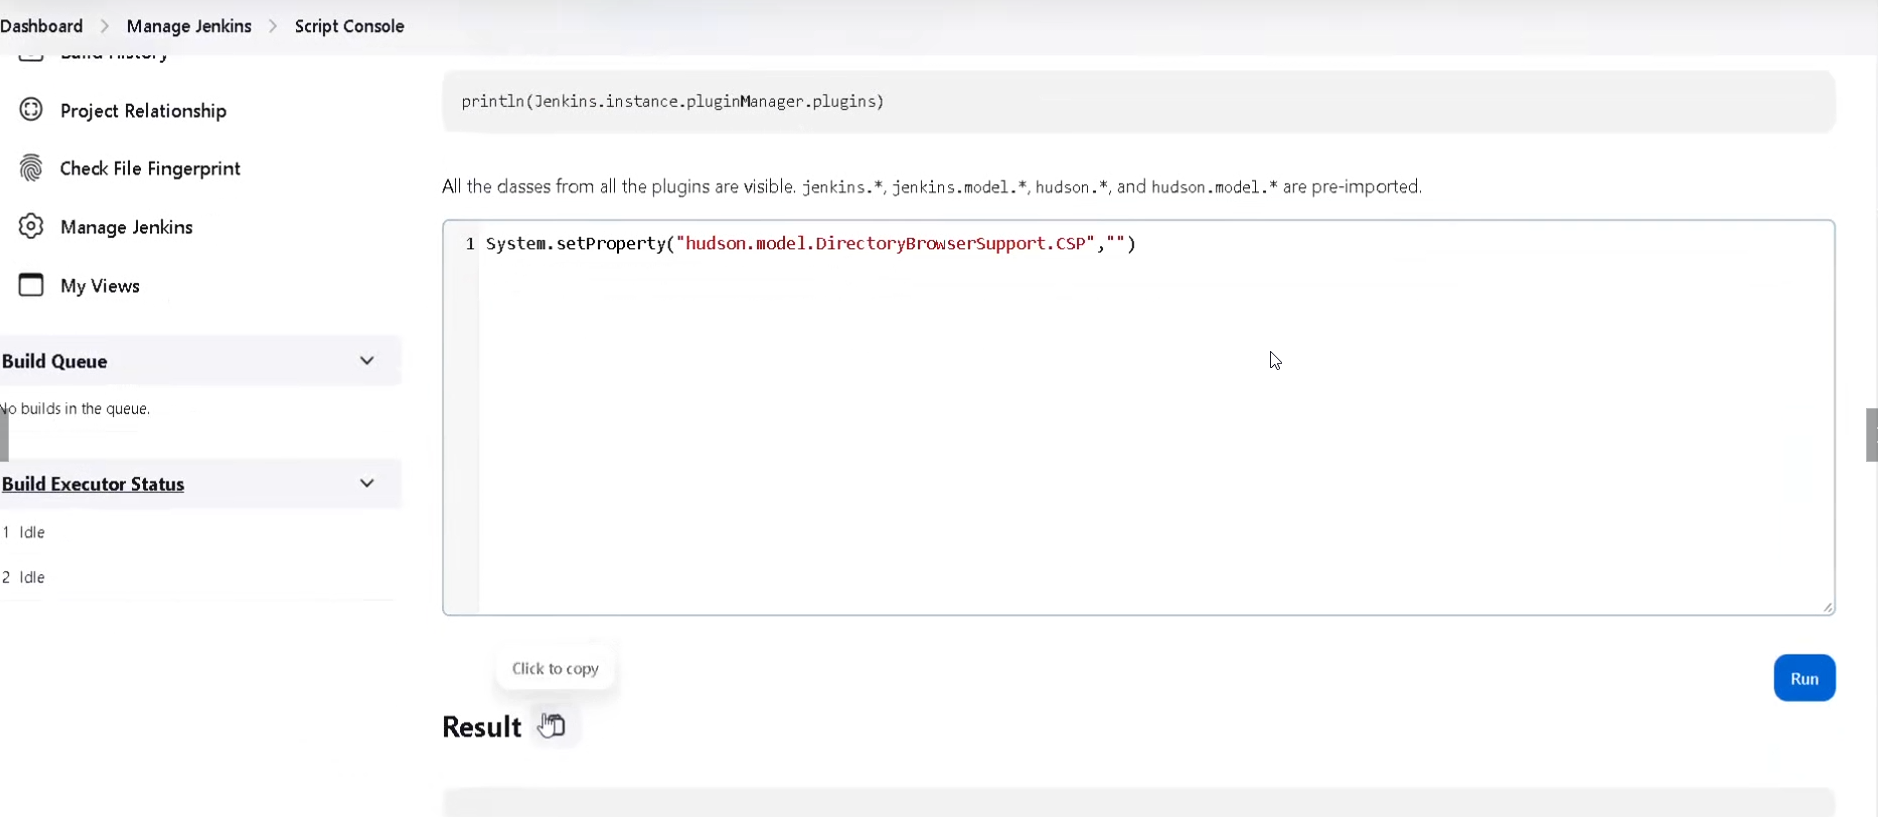 Dashboard > Manage Jenkins > Script Console
Build History
Project Relationship
Check File Fingerprint
Manage Jenkins
My Views
Build Queue
No builds in the queue.
Build Executor Status
1 Idle
2 Idle
println(Jenkins.instance.pluginManager.plugins)
All the classes from all the plugins are visible. jenkins.*, jenkins.model.*, hudson.*, and hudson.model.* are pre-imported.
1 System.setProperty("hudson.model.DirectoryBrowserSupport.CSP","")
Click to copy
Run
Result